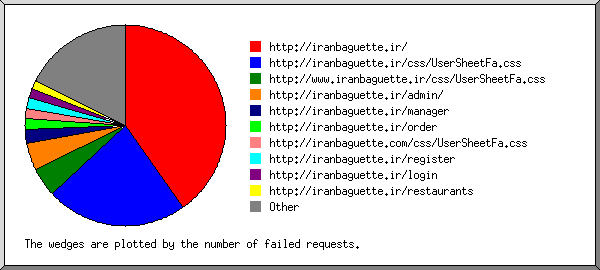 http://iranbaguette.ir/
http://iranbaguette.ir/css/UserSheetFa.css
http://www.iranbaguette.ir/css/UserSheetFa.css
http://iranbaguette.ir/admin/
http://iranbaguette.ir/manager
http://iranbaguette.ir/order
http://iranbaguette.com/css/UserSheetFa.css
http://iranbaguette.ir/register
http://iranbaguette.ir/login
http://iranbaguette.ir/restaurants
Other
The wedges are plotted by the number of failed requests.